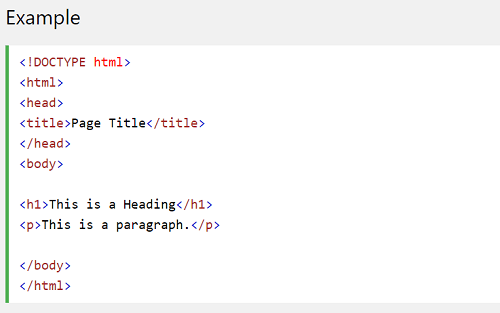 Example
<!DOCTYPE html>
<html>
<head>
<title>Page Title</title>
</head>
<body>
<h1>This is a Heading</h1>
<p>This is a paragraph.</p>
</body>
</html>